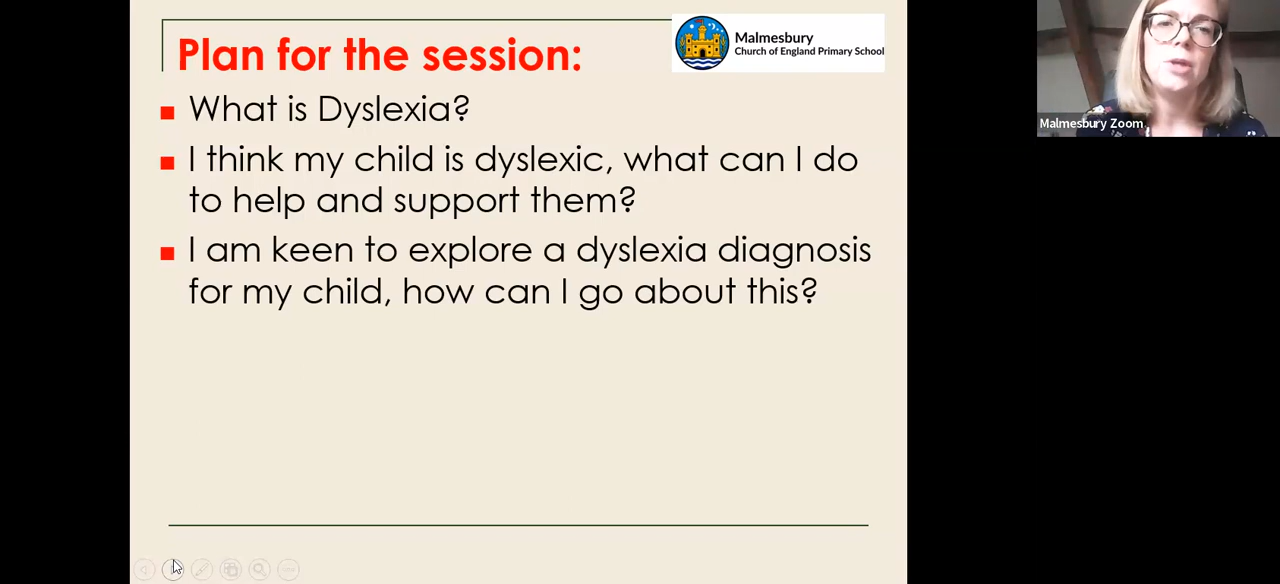 Plan for the session:
Malmesbury
Church of England Primary School
What is Dyslexia?
I think my child is dyslexic, what can I do
to help and support them?
I am keen to explore a dyslexia diagnosis
for my child, how can I go about this?
Malmesbury Zoom